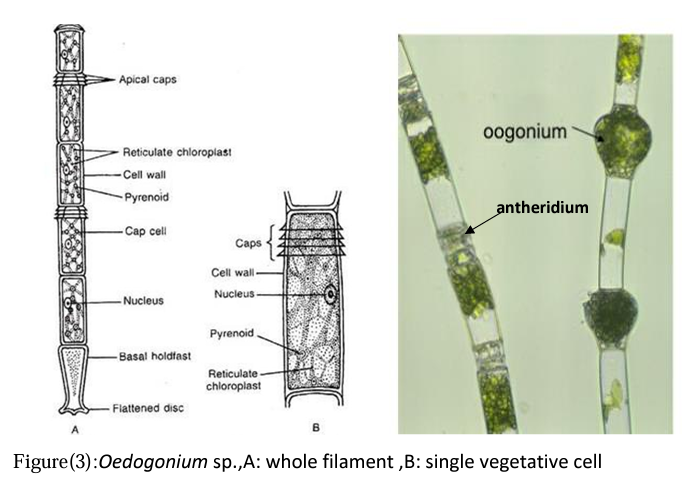 Apical caps
Reticulate chloroplast
Cell wall
Pyrenoid
Cap cell
Nucleus
Basal holdfast
Flattened disc
A
Caps
Cell wall
Nucleus
Pyrenoid
Reticulate
chloroplast
B
oogonium
antheridium
Figure(3):Oedogonium sp.,A: whole filament ,B: single vegetative cell